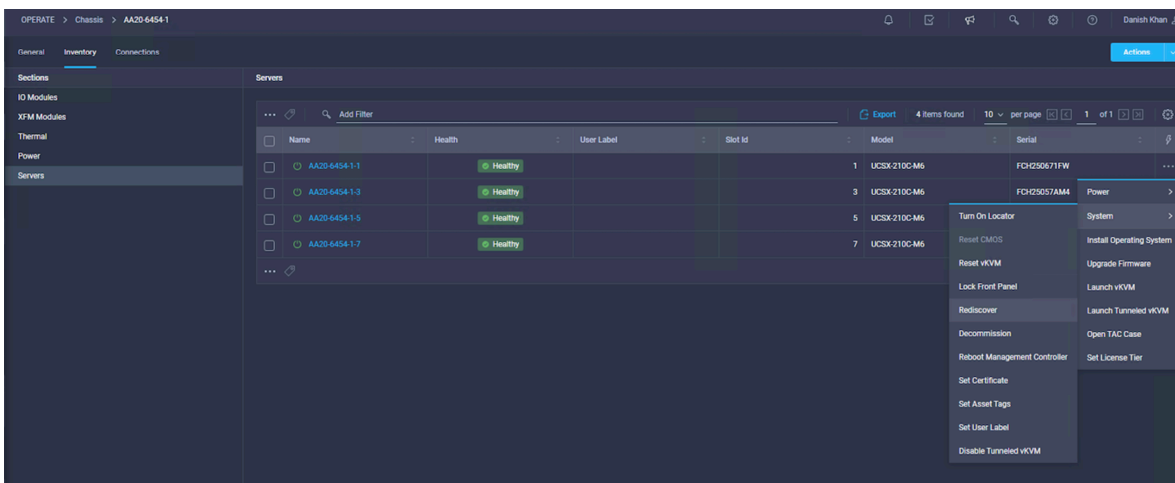 OPERATE > Chassis > AA20-6454-1
Danish Khan
General Inventory Connections
Actions
Sections
Servers
IO Modules
XFM Modules
Thermal
Power
Servers
... Add Filter
Export 4 items found 10 per page 1 of 1
Name Health User Label Slot Id Model Serial
AA20-6454-1-1 Healthy 1 UCSX-210C-M6 FCH250671FW ...
AA20-6454-1-3 Healthy 3 UCSX-210C-M6 FCH25057AM4
AA20-6454-1-5 Healthy 5 UCSX-210C-M6
AA20-6454-1-7 Healthy 7 UCSX-210C-M6
...
Power >
System >
Install Operating System
Upgrade Firmware
Launch vKVM
Launch Tunneled vKVM
Open TAC Case
Set License Tier
Turn On Locator
Reset CMOS
Reset vKVM
Lock Front Panel
Rediscover
Decommission
Reboot Management Controller
Set Certificate
Set Asset Tags
Set User Label
Disable Tunneled vKVM